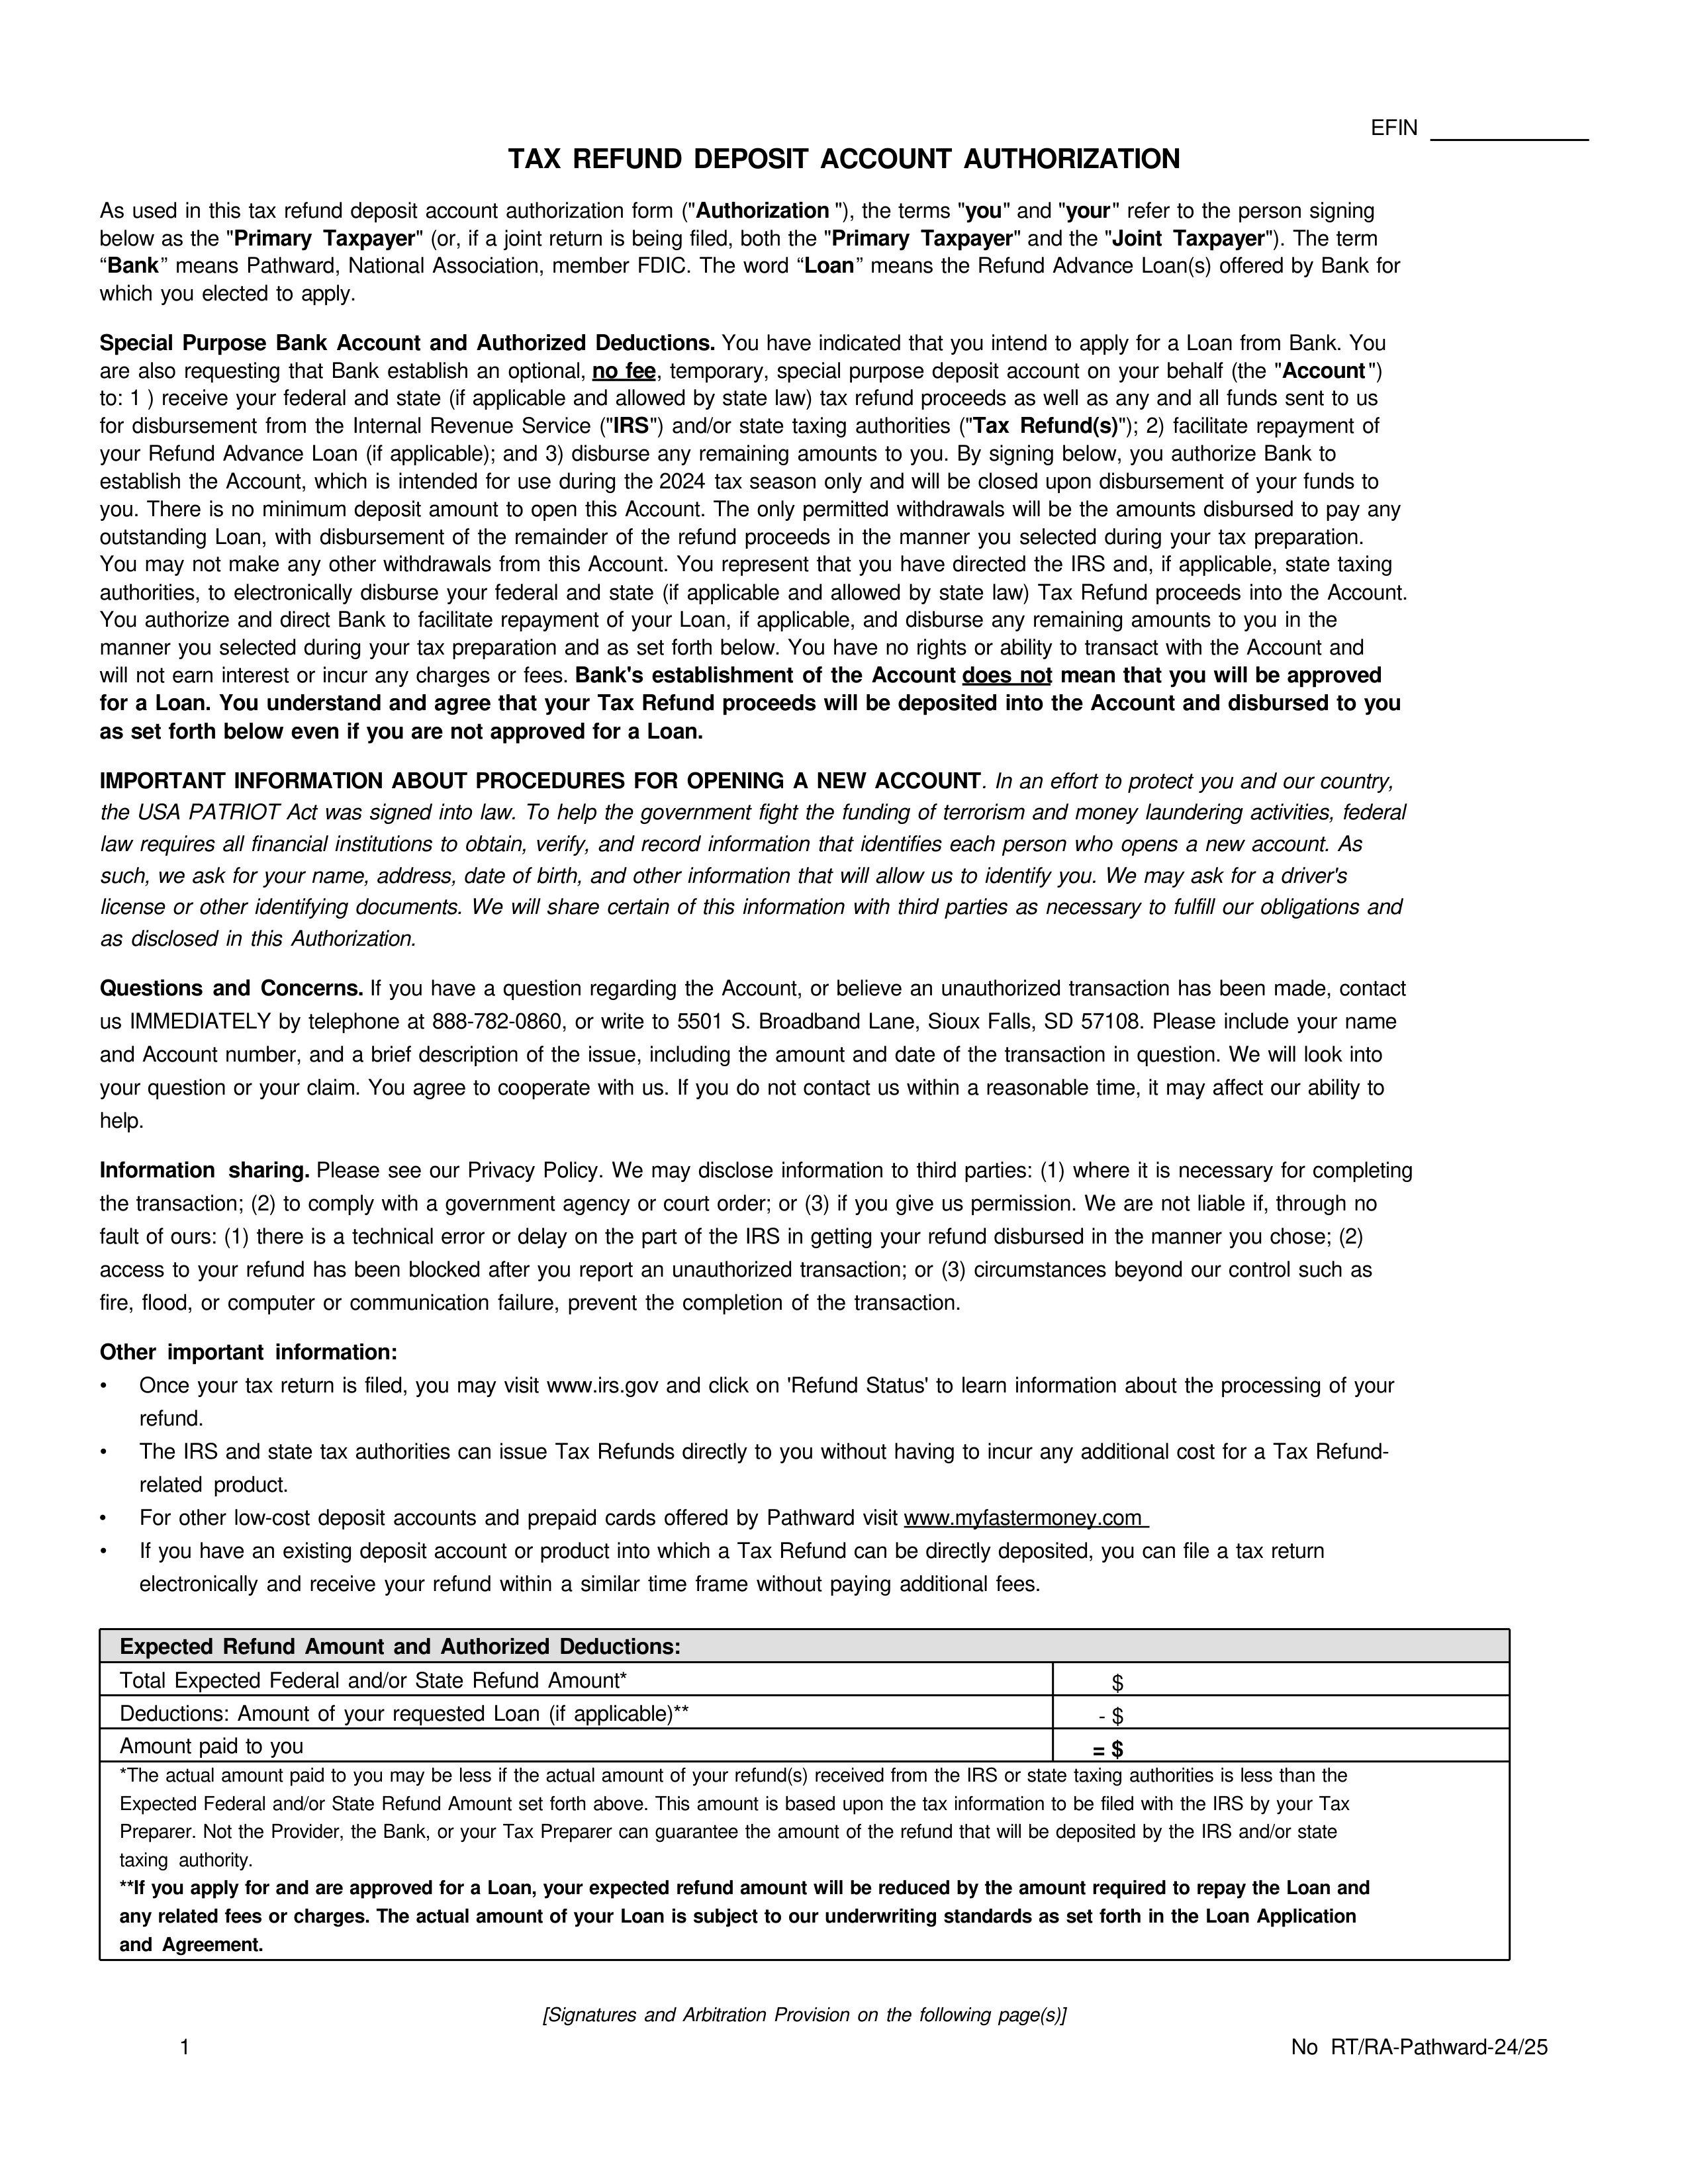 EFIN
TAX REFUND DEPOSIT ACCOUNT AUTHORIZATION
As used in this tax refund deposit account authorization form ("Authorization "), the terms "you" and "your" refer to the person signing
below as the "Primary Taxpayer" (or, if a joint return is being filed, both the "Primary Taxpayer" and the "Joint Taxpayer"). The term
“Bank” means Pathward, National Association, member FDIC. The word “Loan” means the Refund Advance Loan(s) offered by Bank for
which you elected to apply.
Special Purpose Bank Account and Authorized Deductions. You have indicated that you intend to apply for a Loan from Bank. You
are also requesting that Bank establish an optional, no fee, temporary, special purpose deposit account on your behalf (the "Account")
to: 1 ) receive your federal and state (if applicable and allowed by state law) tax refund proceeds as well as any and all funds sent to us
for disbursement from the Internal Revenue Service ("IRS") and/or state taxing authorities ("Tax Refund(s)"); 2) facilitate repayment of
your Refund Advance Loan (if applicable); and 3) disburse any remaining amounts to you. By signing below, you authorize Bank to
establish the Account, which is intended for use during the 2024 tax season only and will be closed upon disbursement of your funds to
you. There is no minimum deposit amount to open this Account. The only permitted withdrawals will be the amounts disbursed to pay any
outstanding Loan, with disbursement of the remainder of the refund proceeds in the manner you selected during your tax preparation.
You may not make any other withdrawals from this Account. You represent that you have directed the IRS and, if applicable, state taxing
authorities, to electronically disburse your federal and state (if applicable and allowed by state law) Tax Refund proceeds into the Account.
You authorize and direct Bank to facilitate repayment of your Loan, if applicable, and disburse any remaining amounts to you in the
manner you selected during your tax preparation and as set forth below. You have no rights or ability to transact with the Account and
will not earn interest or incur any charges or fees. Bank's establishment of the Account does not mean that you will be approved
for a Loan. You understand and agree that your Tax Refund proceeds will be deposited into the Account and disbursed to you
as set forth below even if you are not approved for a Loan.
IMPORTANT INFORMATION ABOUT PROCEDURES FOR OPENING A NEW ACCOUNT. In an effort to protect you and our country,
the USA PATRIOT Act was signed into law. To help the government fight the funding of terrorism and money laundering activities, federal
law requires all financial institutions to obtain, verify, and record information that identifies each person who opens a new account. As
such, we ask for your name, address, date of birth, and other information that will allow us to identify you. We may ask for a driver's
license or other identifying documents. We will share certain of this information with third parties as necessary to fulfill our obligations and
as disclosed in this Authorization.
Questions and Concerns. If you have a question regarding the Account, or believe an unauthorized transaction has been made, contact
us IMMEDIATELY by telephone at 888-782-0860, or write to 5501 S. Broadband Lane, Sioux Falls, SD 57108. Please include your name
and Account number, and a brief description of the issue, including the amount and date of the transaction in question. We will look into
your question or your claim. You agree to cooperate with us. If you do not contact us within a reasonable time, it may affect our ability to
help.
Information sharing. Please see our Privacy Policy. We may disclose information to third parties: (1) where it is necessary for completing
the transaction; (2) to comply with a government agency or court order; or (3) if you give us permission. We are not liable if, through no
fault of ours: (1) there is a technical error or delay on the part of the IRS in getting your refund disbursed in the manner you chose; (2)
access to your refund has been blocked after you report an unauthorized transaction; or (3) circumstances beyond our control such as
fire, flood, or computer or communication failure, prevent the completion of the transaction.
Other important information:
• Once your tax return is filed, you may visit www.irs.gov and click on 'Refund Status' to learn information about the processing of your
refund.
• The IRS and state tax authorities can issue Tax Refunds directly to you without having to incur any additional cost for a Tax Refund-
related product.
• For other low-cost deposit accounts and prepaid cards offered by Pathward visit www.myfastermoney.com
• If you have an existing deposit account or product into which a Tax Refund can be directly deposited, you can file a tax return
electronically and receive your refund within a similar time frame without paying additional fees.
Expected Refund Amount and Authorized Deductions:
Total Expected Federal and/or State Refund Amount* $
Deductions: Amount of your requested Loan (if applicable)** - $
Amount paid to you = $
*The actual amount paid to you may be less if the actual amount of your refund(s) received from the IRS or state taxing authorities is less than the
Expected Federal and/or State Refund Amount set forth above. This amount is based upon the tax information to be filed with the IRS by your Tax
Preparer. Not the Provider, the Bank, or your Tax Preparer can guarantee the amount of the refund that will be deposited by the IRS and/or state
taxing authority.
**If you apply for and are approved for a Loan, your expected refund amount will be reduced by the amount required to repay the Loan and
any related fees or charges. The actual amount of your Loan is subject to our underwriting standards as set forth in the Loan Application
and Agreement.
[Signatures and Arbitration Provision on the following page(s)]
1 No RT/RA-Pathward-24/25